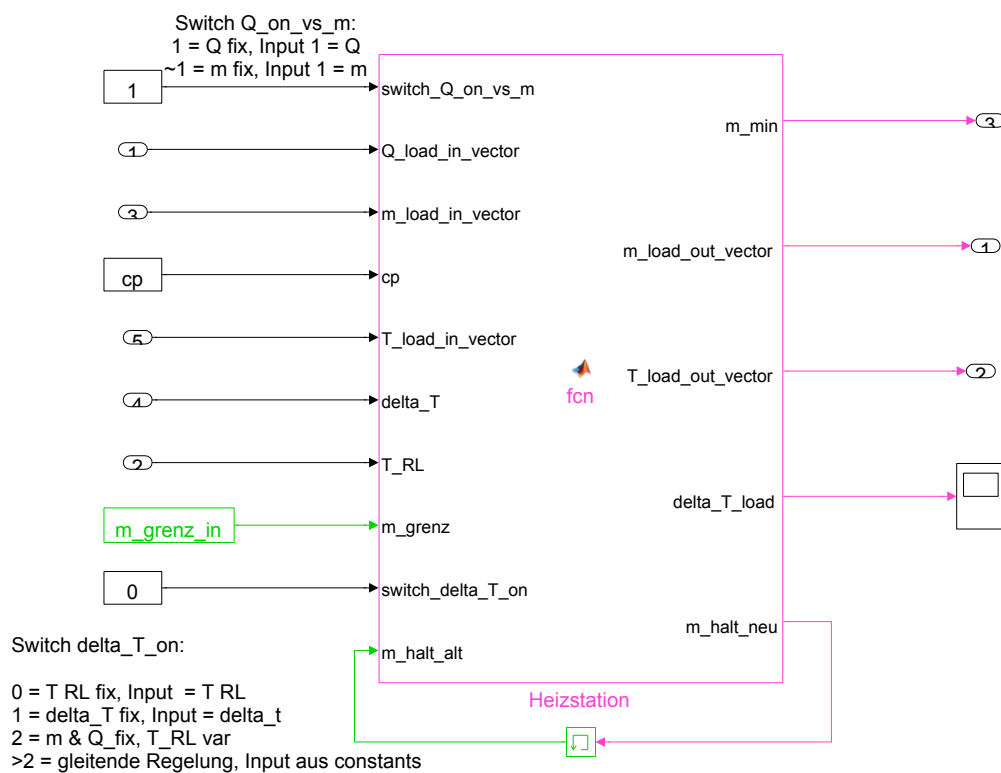 Switch Q_on_vs_m:
1 = Q fix, Input 1 = Q
~1 = m fix, Input 1 = m
1
switch_Q_on_vs_m
m_min
3
1
Q_load_in_vector
3
m_load_in_vector
m_load_out_vector
1
cp
cp
5
T_load_in_vector
T_load_out_vector
2
fcn
4
delta_T
2
T_RL
delta_T_load
m_grenz_in
m_grenz
0
switch_delta_T_on
m_halt_neu
Switch delta_T_on:
m_halt_alt
0 = T RL fix, Input  = T RL
1 = delta_T fix, Input = delta_t
2 = m & Q_fix, T_RL var
>2 = gleitende Regelung, Input aus constants
Heizstation